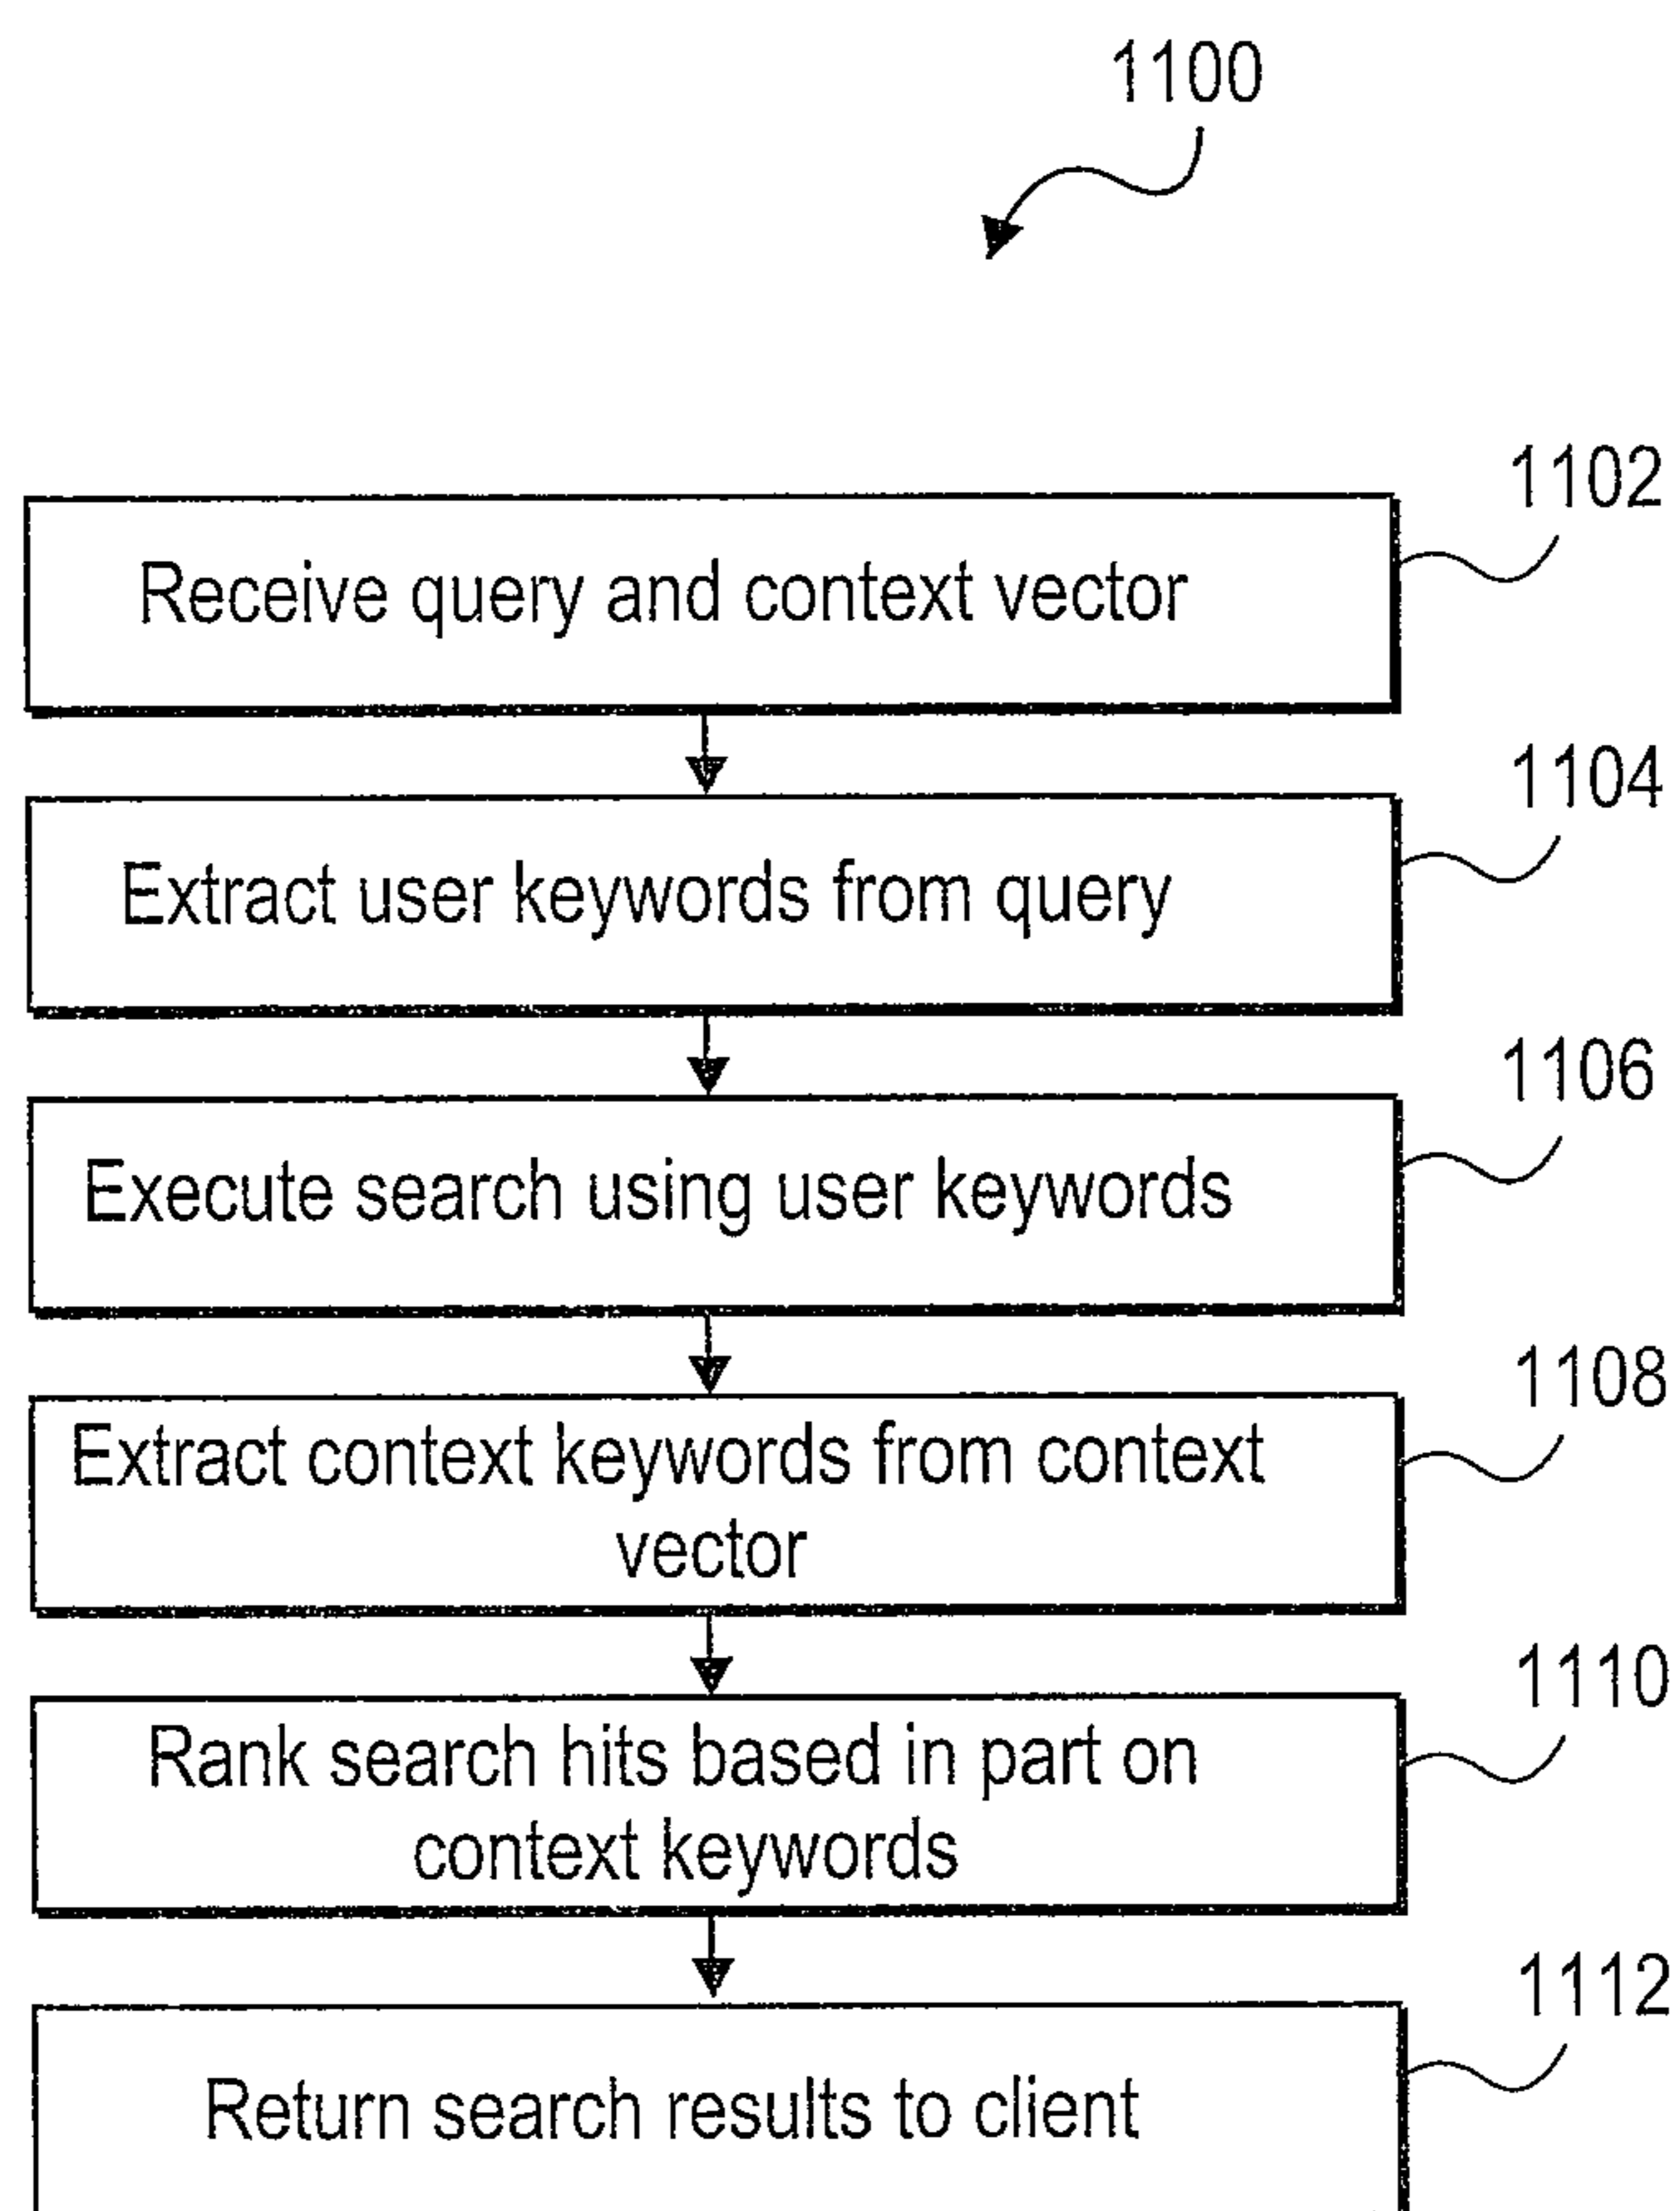 1100
1102
Receive query and context vector
1104
Extract user keywords from query
1106
Execute search using user keywords
1108
Extract context keywords from context
vector
1110
Rank search hits based in part on
context keywords
1112
Return search results to client